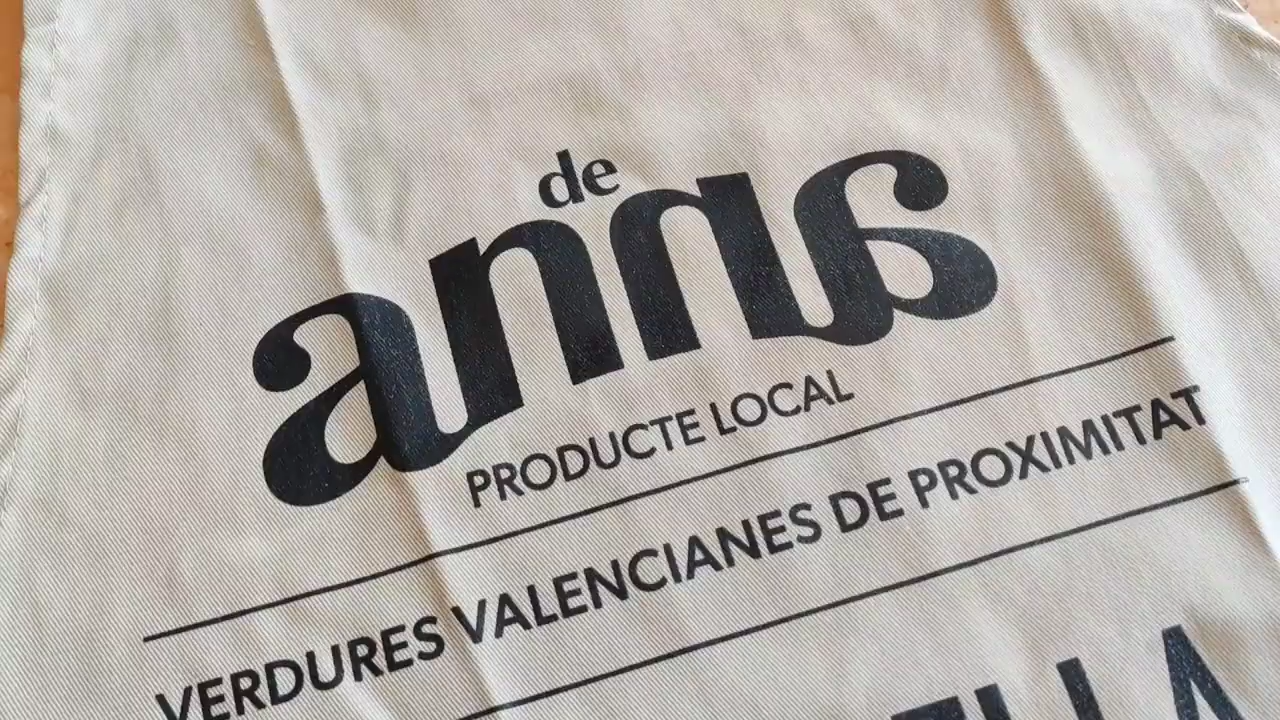 de
anna
PRODUCTE LOCAL
VERDURES VALENCIANES DE PROXIMITAT